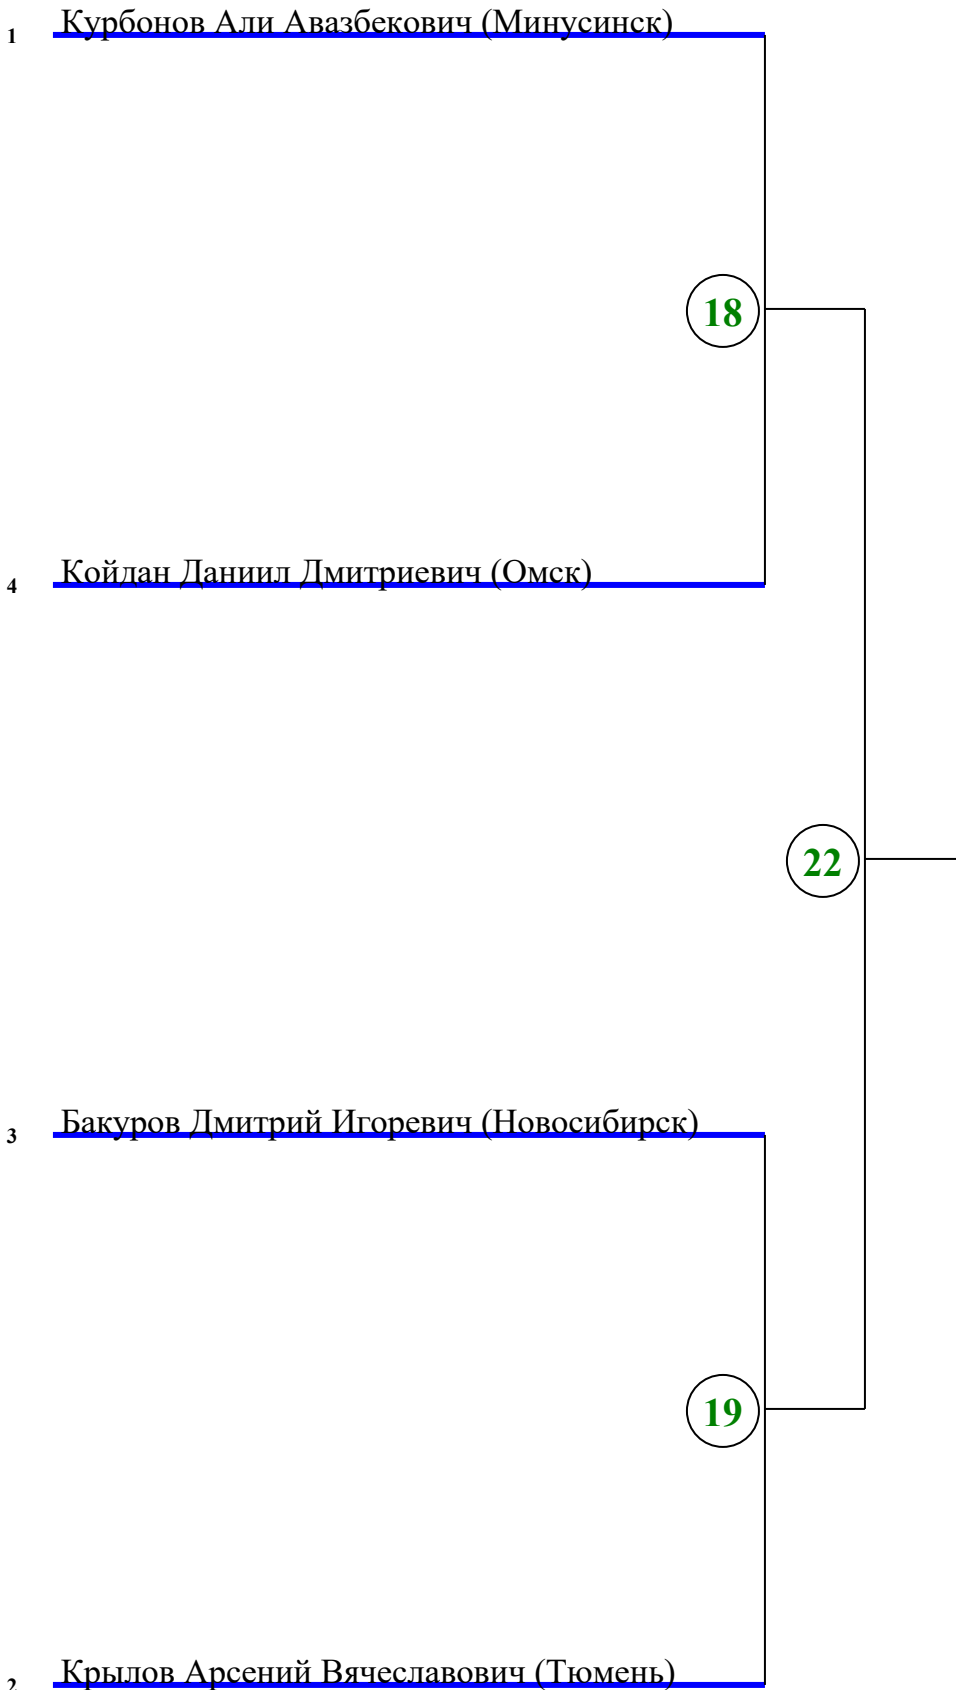 1 Курбонов Али Авазбекович (Минусинск)
18
4 Койдан Даниил Дмитриевич (Омск)
22
3 Бакуров Дмитрий Игоревич (Новосибирск)
19
2 Крылов Арсений Вячеславович (Тюмень)